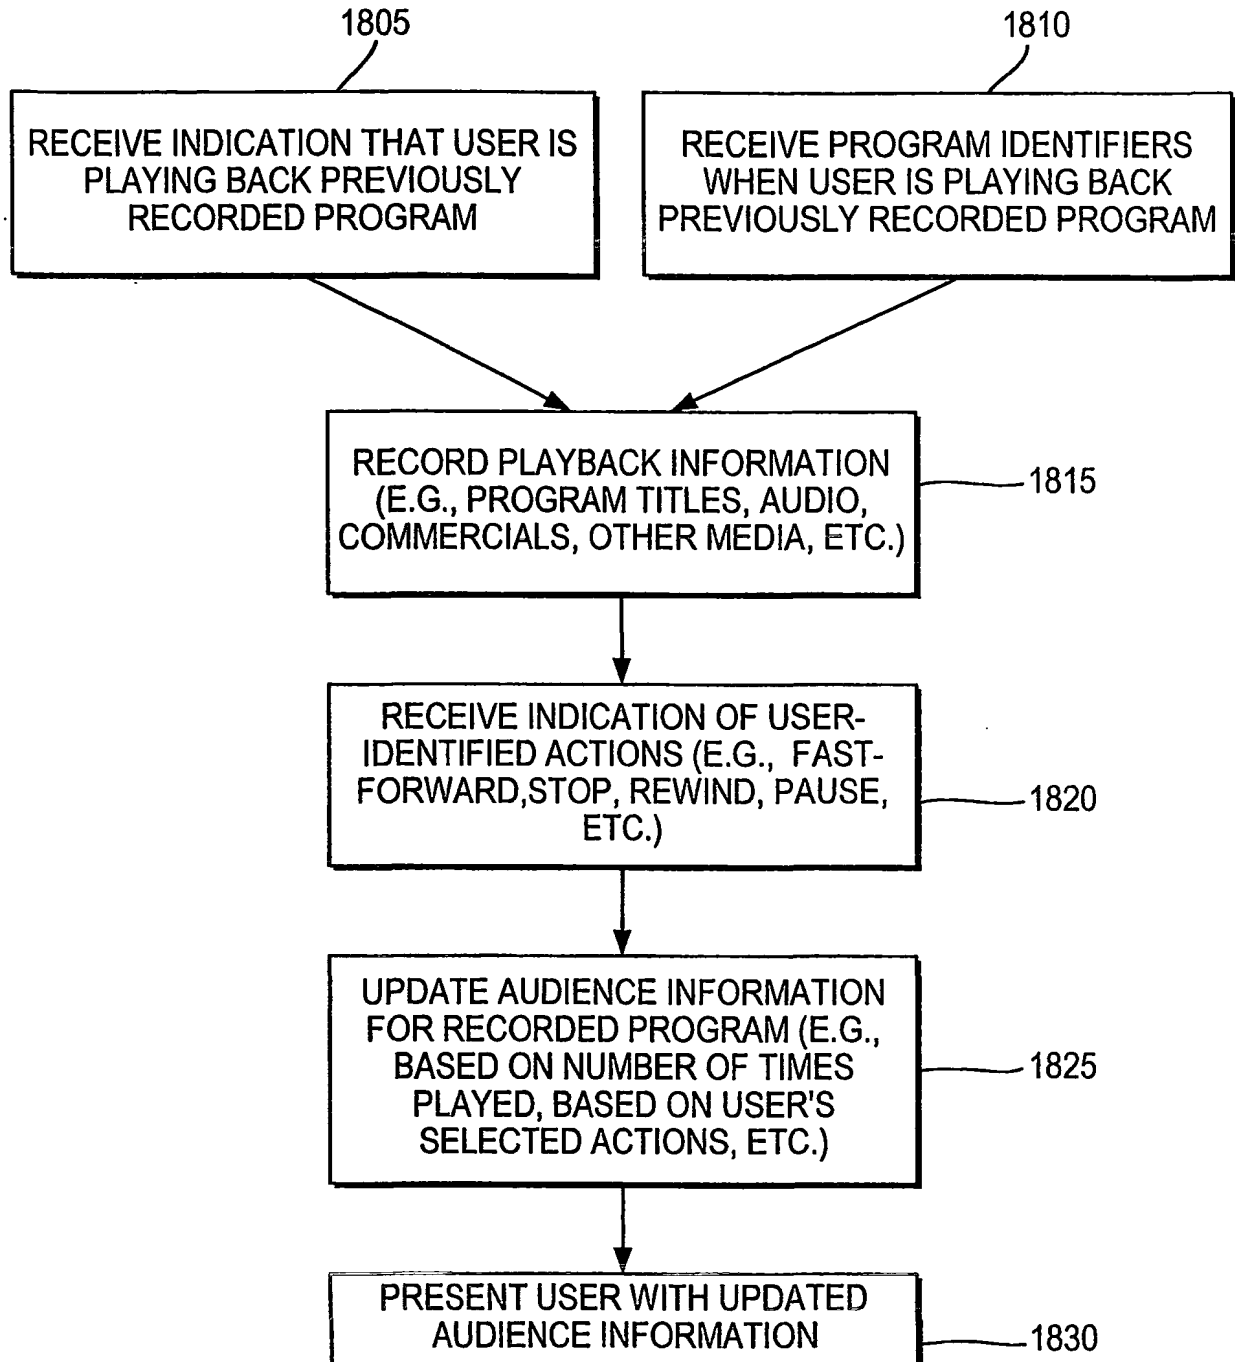 1805
1810
RECEIVE INDICATION THAT USER IS
PLAYING BACK PREVIOUSLY
RECORDED PROGRAM
RECEIVE PROGRAM IDENTIFIERS
WHEN USER IS PLAYING BACK
PREVIOUSLY RECORDED PROGRAM
RECORD PLAYBACK INFORMATION
(E.G., PROGRAM TITLES, AUDIO,
COMMERCIALS, OTHER MEDIA, ETC.)
1815
RECEIVE INDICATION OF USER-
IDENTIFIED ACTIONS (E.G., FAST-
FORWARD,STOP, REWIND, PAUSE,
ETC.)
1820
UPDATE AUDIENCE INFORMATION
FOR RECORDED PROGRAM (E.G.,
BASED ON NUMBER OF TIMES
PLAYED, BASED ON USER'S
SELECTED ACTIONS, ETC.)
1825
PRESENT USER WITH UPDATED
AUDIENCE INFORMATION
1830